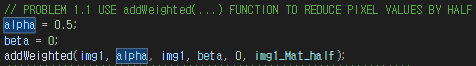 // PROBLEM 1.1 USE addWeighted(...) FUNCTION TO REDUCE PIXEL VALUES BY HALF
alpha = 0.5;
beta = 0;
addWeighted(img1, alpha, img1, beta, 0, img1_Mat_half);